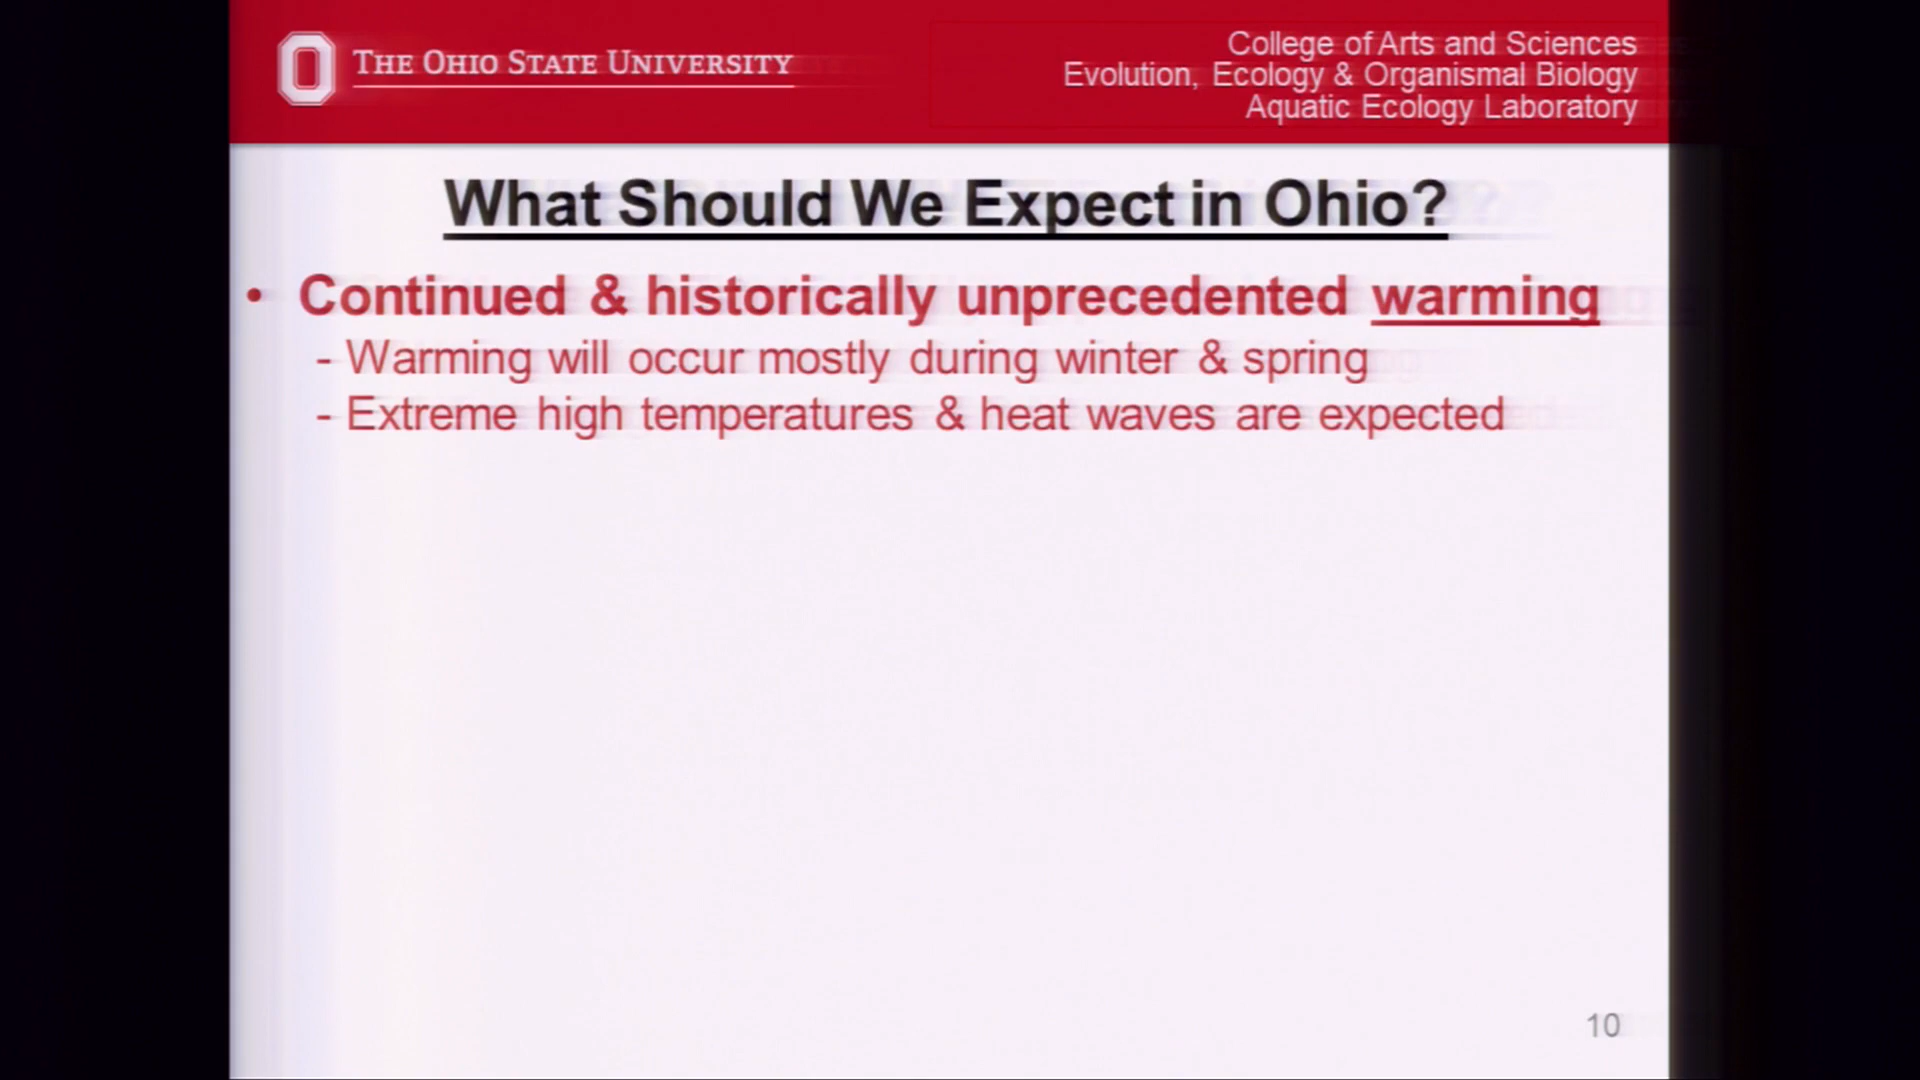 THE OHIO STATE UNIVERSITY
College of Arts and Sciences
Evolution, Ecology & Organismal Biology
Aquatic Ecology Laboratory
What Should We Expect in Ohio?
• Continued & historically unprecedented warming
- Warming will occur mostly during winter & spring
- Extreme high temperatures & heat waves are expected
10